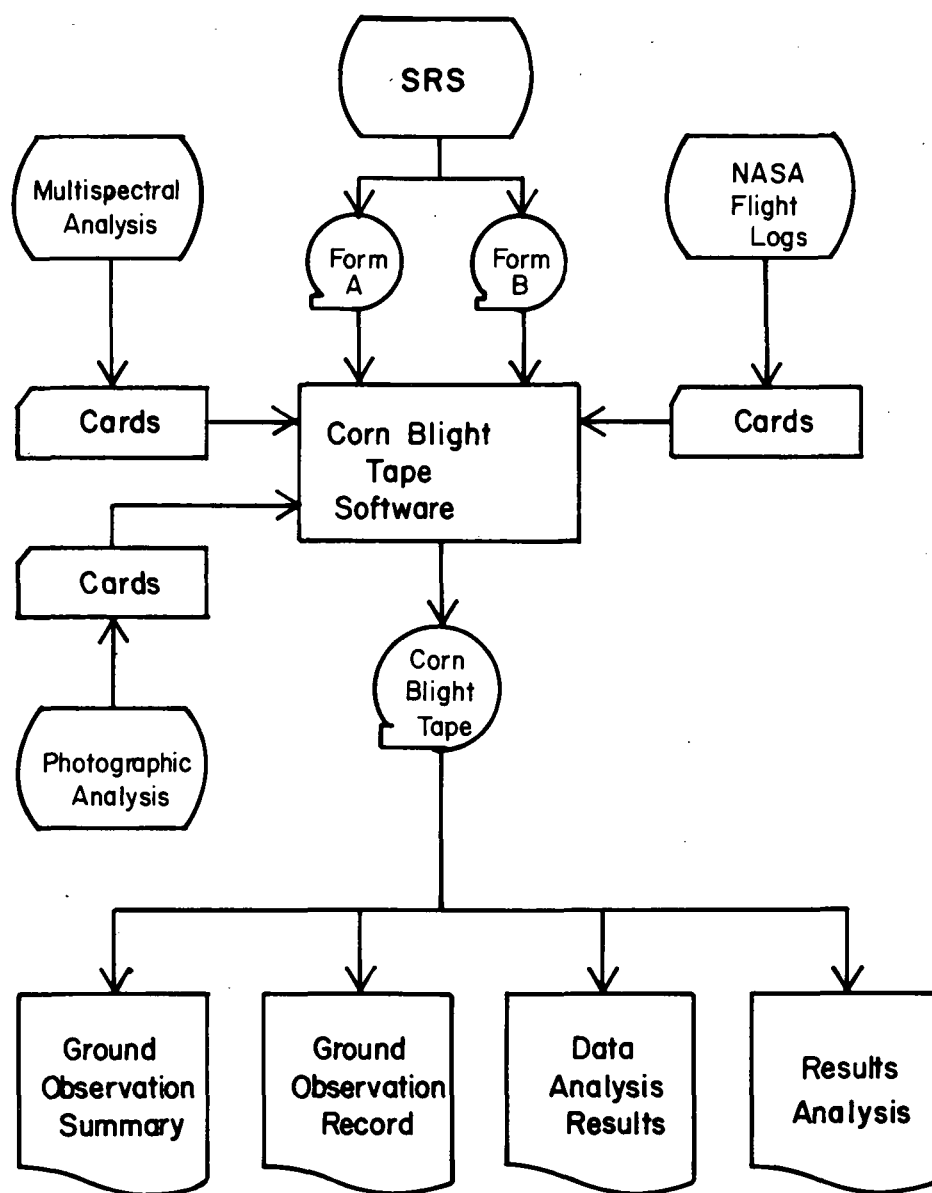 SRS
Multispectral
Analysis
NASA
Flight
Logs
Form
A
Form
B
Cards
Corn Blight
Tape
Software
Cards
Cards
Corn
Blight
Tape
Photographic
Analysis
Ground
Observation
Summary
Ground
Observation
Record
Data
Analysis
Results
Results
Analysis